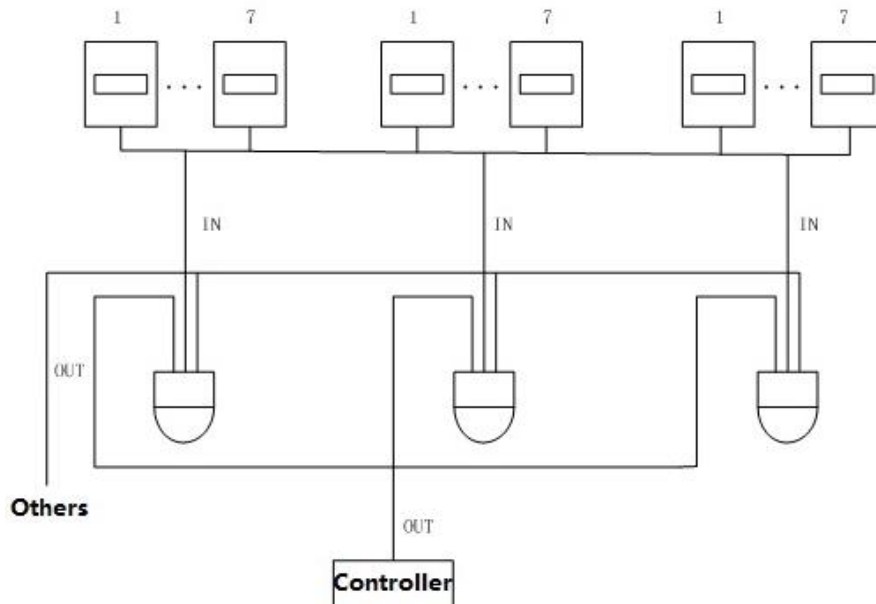 1 7 1 7 1 7
IN IN IN
OUT
Others
OUT
Controller